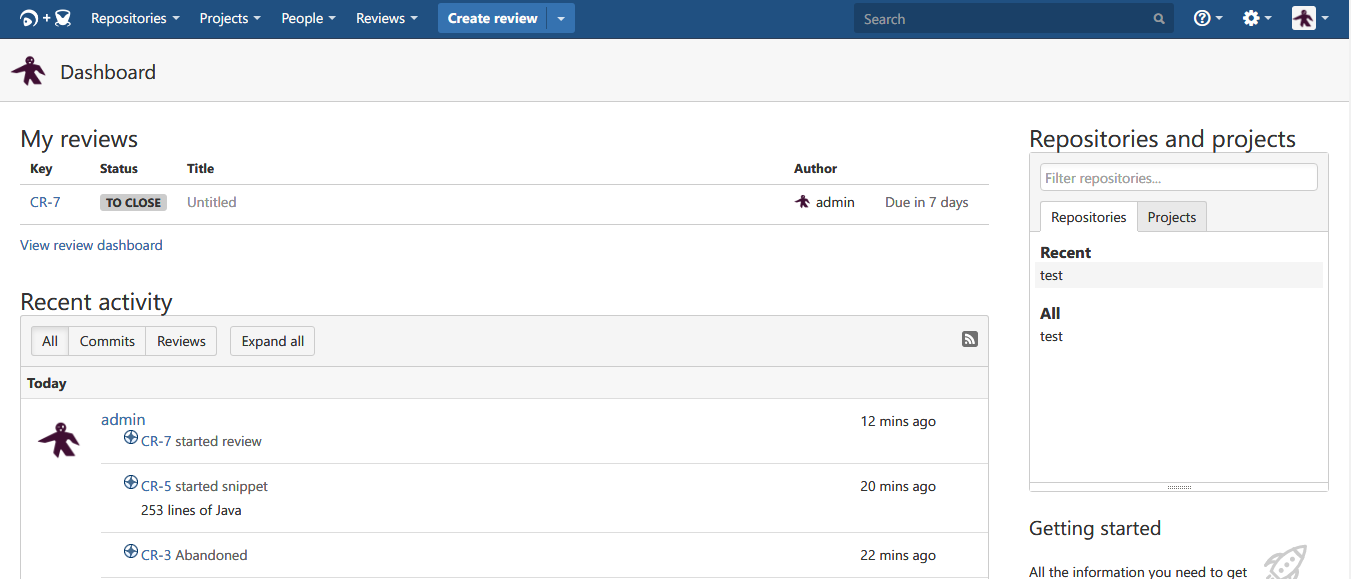 Repositories Projects People Reviews Create review Search
Dashboard
My reviews
Key Status Title Author
CR-7 TO CLOSE Untitled admin Due in 7 days
View review dashboard
Recent activity
All Commits Reviews Expand all
Today
admin 12 mins ago
CR-7 started review
CR-5 started snippet 20 mins ago
253 lines of Java
CR-3 Abandoned 22 mins ago
Repositories and projects
Filter repositories...
Repositories Projects
Recent
test
All
test
Getting started
All the information you need to get